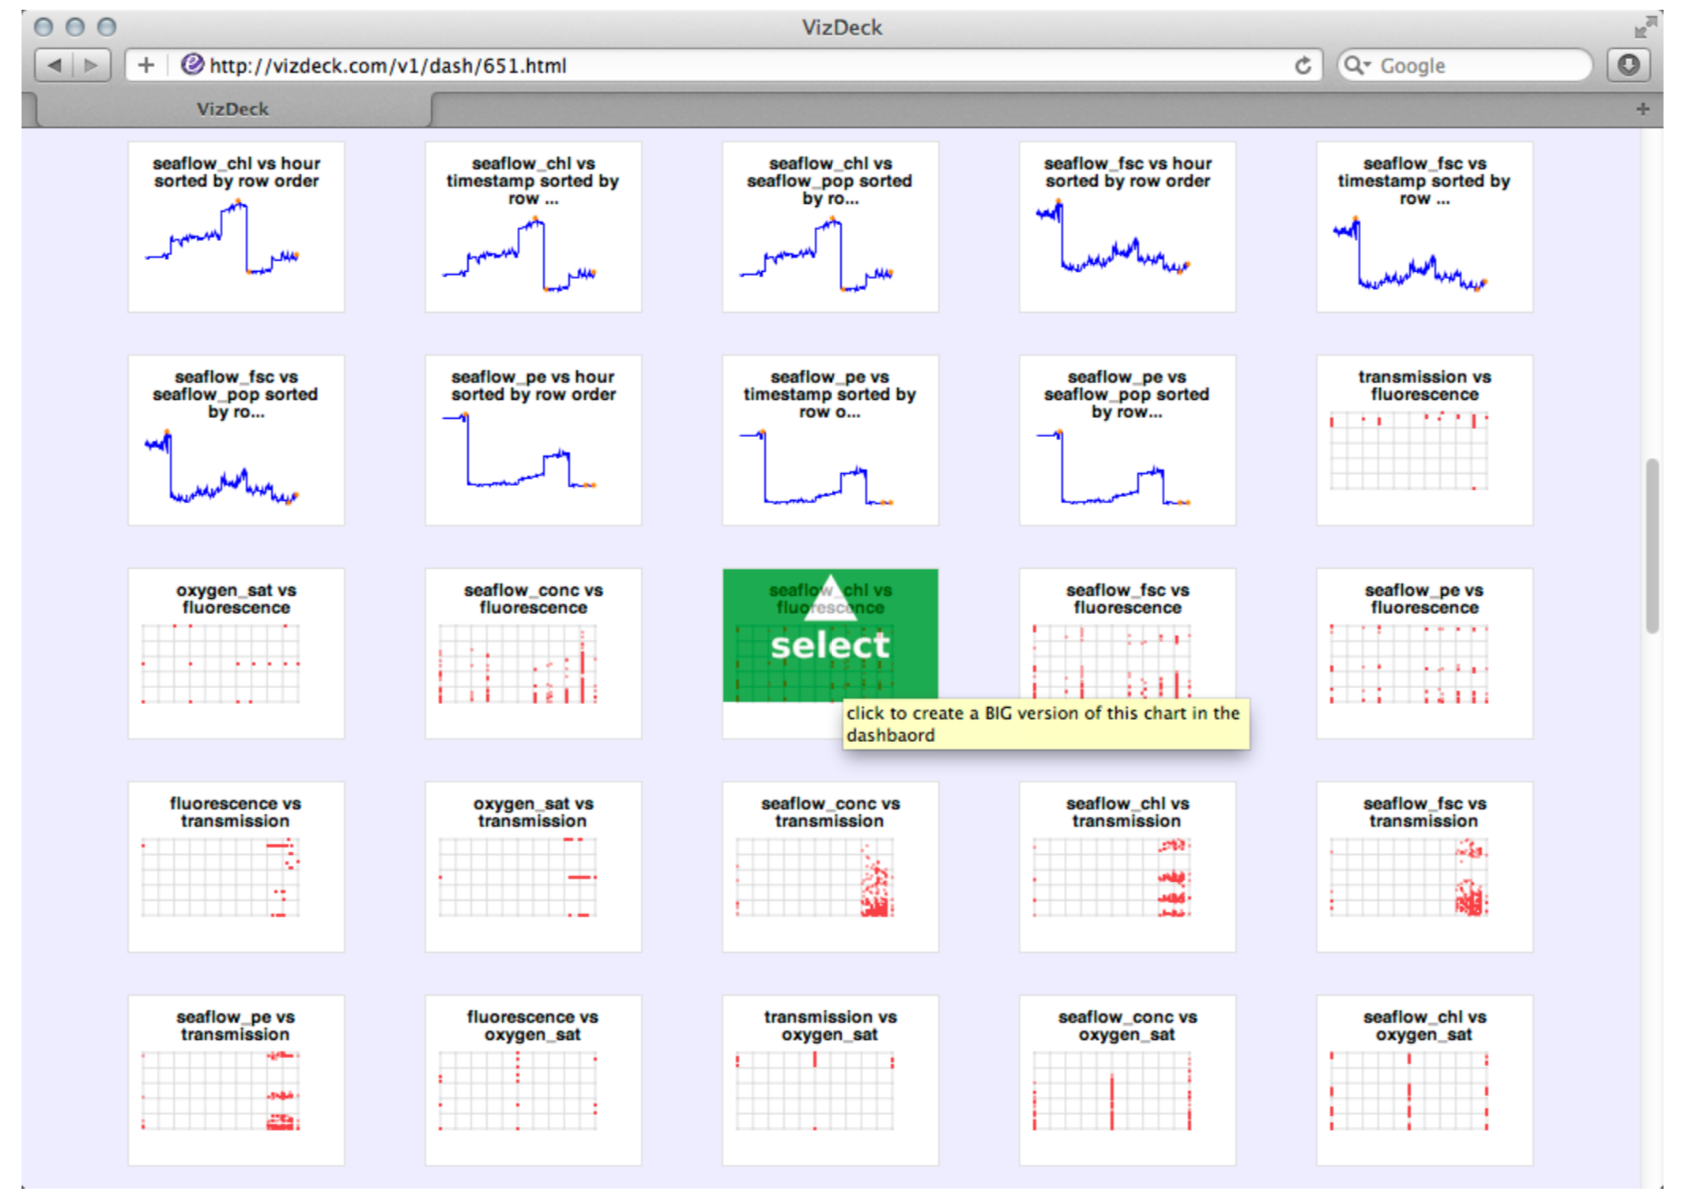 VizDeck
+ http://vizdeck.com/v1/dash/651.html
Google
VizDeck
+
seaflow_chl vs hour
sorted by row order
seaflow_chl vs
timestamp sorted by
row ...
seaflow_chl vs
seaflow_pop sorted
by ro...
seaflow_fsc vs hour
sorted by row order
seaflow_fsc vs
timestamp sorted by
row ...
seaflow_fsc vs
seaflow_pop sorted
by ro...
seaflow_pe vs hour
sorted by row order
seaflow_pe vs
timestamp sorted by
row o...
seaflow_pe vs
seaflow_pop sorted
by row...
transmission vs
fluorescence
oxygen_sat vs
fluorescence
seaflow_conc vs
fluorescence
seaflow_chl vs
fluorescence
select
seaflow_fsc vs
fluorescence
seaflow_pe vs
fluorescence
click to create a BIG version of this chart in the
dashbaord
fluorescence vs
transmission
oxygen_sat vs
transmission
seaflow_conc vs
transmission
seaflow_chl vs
transmission
seaflow_fsc vs
transmission
seaflow_pe vs
transmission
fluorescence vs
oxygen_sat
transmission vs
oxygen_sat
seaflow_conc vs
oxygen_sat
seaflow_chl vs
oxygen_sat